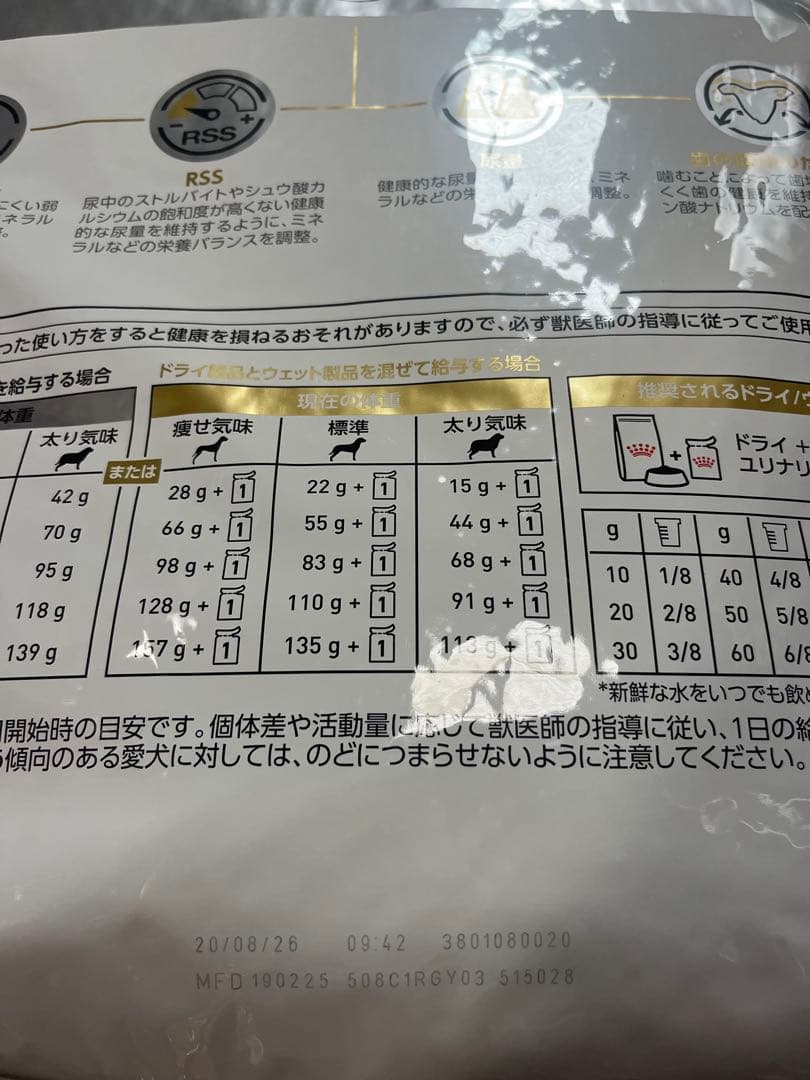 RSS
RSS
尿中のストルバイトやシュウ酸カ
ルシウムの飽和度が高くない健康
的な尿量を維持するように、ミネ
ラルなどの栄養バランスを調整。
にくい弱
ネラル
健康的な尿量
ミネ
ラルなどの栄
調整。
噛むことによって歯垢
くく歯の健康を維持
ン酸ナトリウムを配
った使い方をすると健康を損ねるおそれがありますので、必ず獣医師の指導に従ってご使用
を給与する場合
体重
太り気味
42 g
70 g
95 g
118 g
139 g
または
ドライ製品とウェット製品を混ぜて給与する場合
現在の体重
痩せ気味 標準 太り気味
28 g + 1 22 g + 1 15 g + 1
66 g + 1 55 g + 1 44 g + 1
98 g + 1 83 g + 1 68 g + 1
128 g + 1 110 g + 1 91 g + 1
157 g + 1 135 g + 1 113 g + 1
推奨されるドライ/ウ
ドライ +
ユリナリ
g g
10 1/8 40 4/8
20 2/8 50 5/8
30 3/8 60 6/8
*新鮮な水をいつでも飲め
開始時の目安です。個体差や活動量に応じて獣医師の指導に従い、1日の給
傾向のある愛犬に対しては、のどにつまらせないように注意してください。
20/08/26 09:42 3801080020
MFD 190225 508C1RGY03 515028